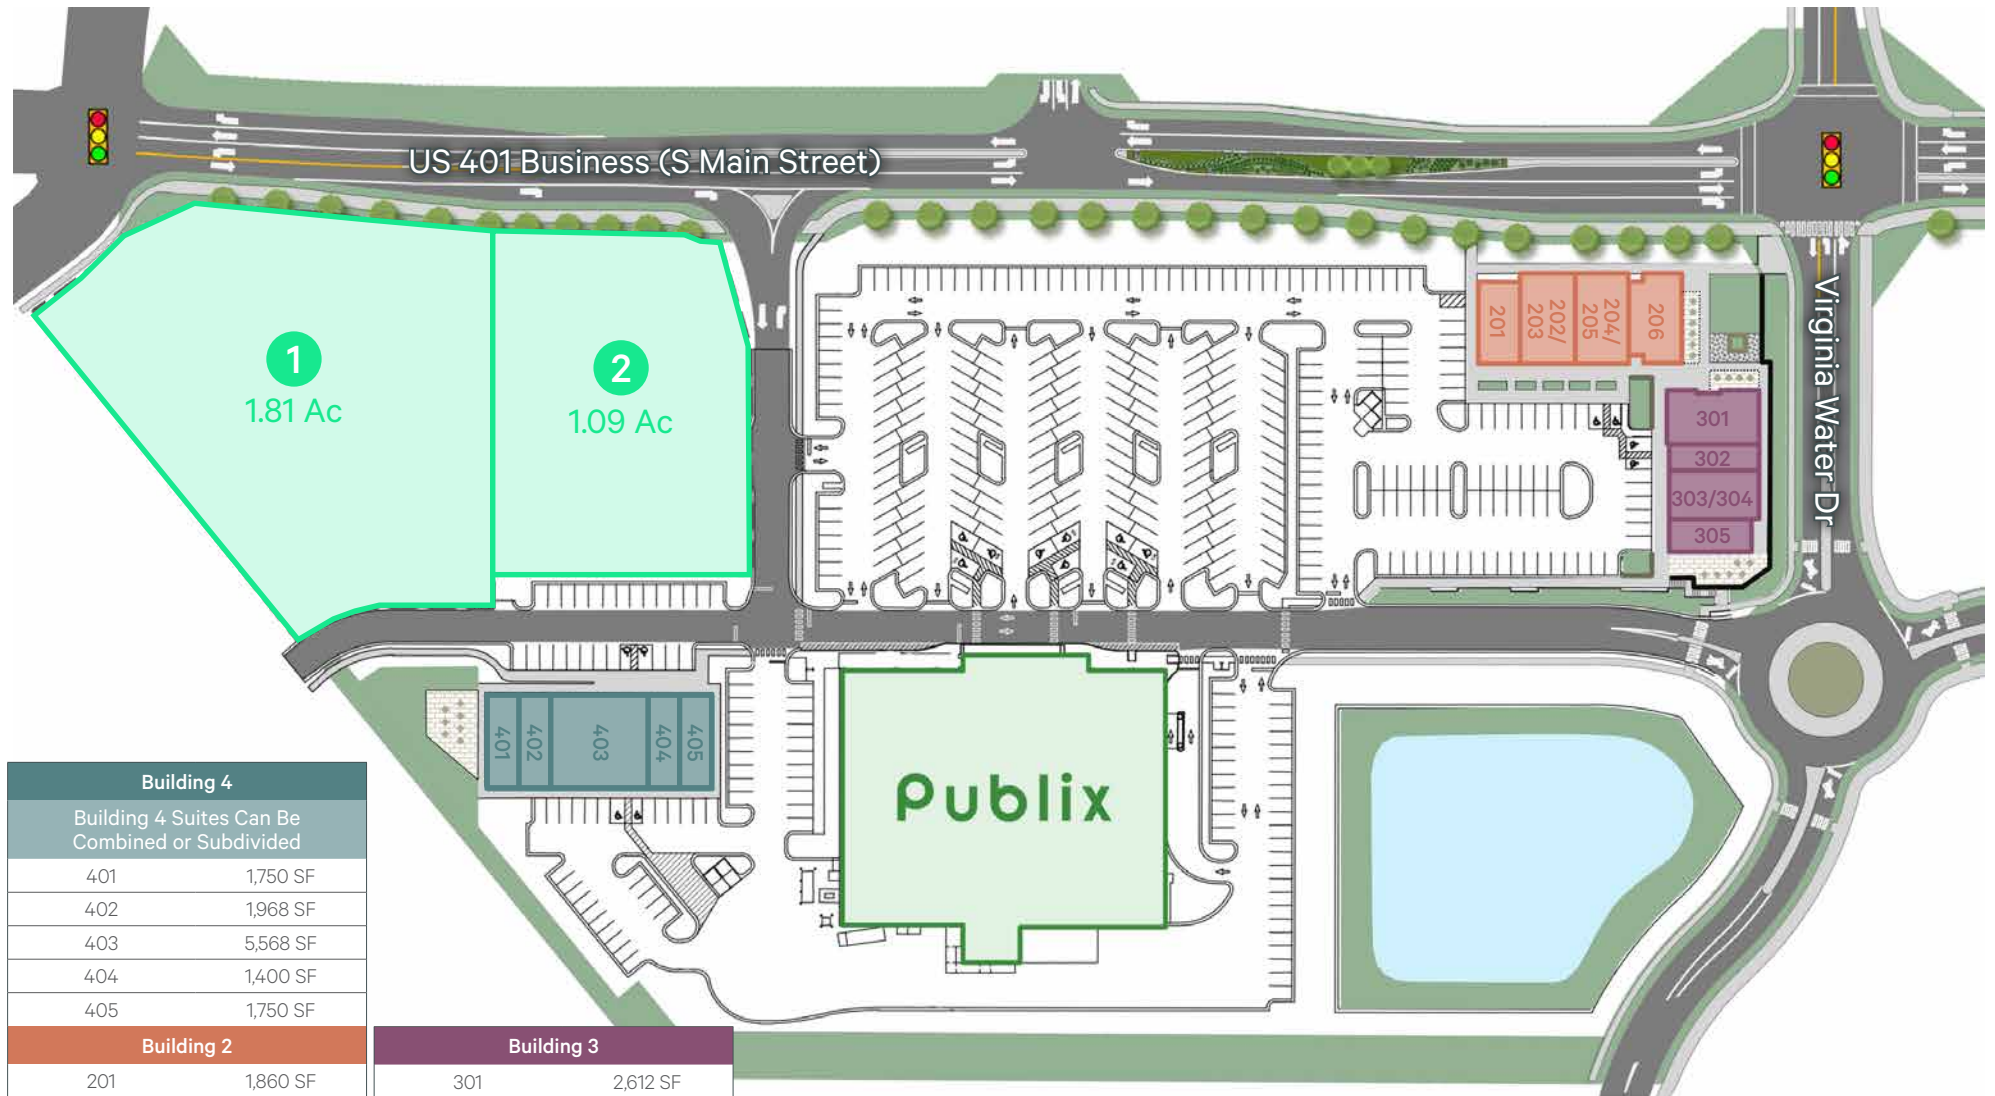 US 401 Business (S Main Street)
Virginia Water Dr
1
1.81 Ac
2
1.09 Ac
201
202/
203
204/
205
206
301
302
303/304
305
401
402
403
404
405
Publix
Building 4
Building 4 Suites Can Be
Combined or Subdivided
401 1,750 SF
402 1,968 SF
403 5,568 SF
404 1,400 SF
405 1,750 SF
Building 2
201 1,860 SF
Building 3
301 2,612 SF